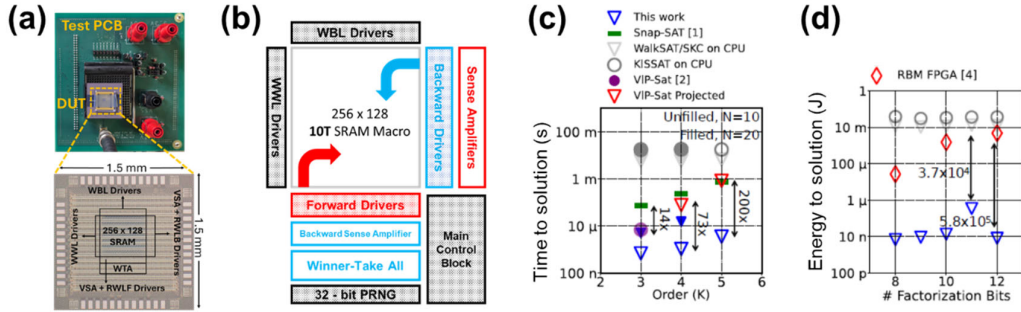 (a)
Test PCB
DUT
1.5 mm
WBL Drivers
WWL Drivers
256 x 128
SRAM
VSA + RWLB Drivers
1.5 mm
WTA
VSA + RWLF Drivers
(b)
WBL Drivers
WWL Drivers
256 x 128
10T SRAM Macro
Backward Drivers
Sense Amplifiers
Forward Drivers
Backward Sense Amplifier
Winner-Take All
32 - bit PRNG
Main
Control
Block
(c)
This work
Snap-SAT [1]
WalkSAT/SKC on CPU
KISSAT on CPU
VIP-Sat [2]
VIP-Sat Projected
Unfilled, N=10
Filled, N=20
Time to solution (s)
100 m
1 m
10 µ
100 n
14x
73x
200x
2 3 4 5 6
Order (K)
(d)
RBM FPGA [4]
Energy to solution (J)
1
10 m
100 µ
1 µ
10 n
100 p
3.7x10⁴
5.8x10⁵
8 10 12
# Factorization Bits